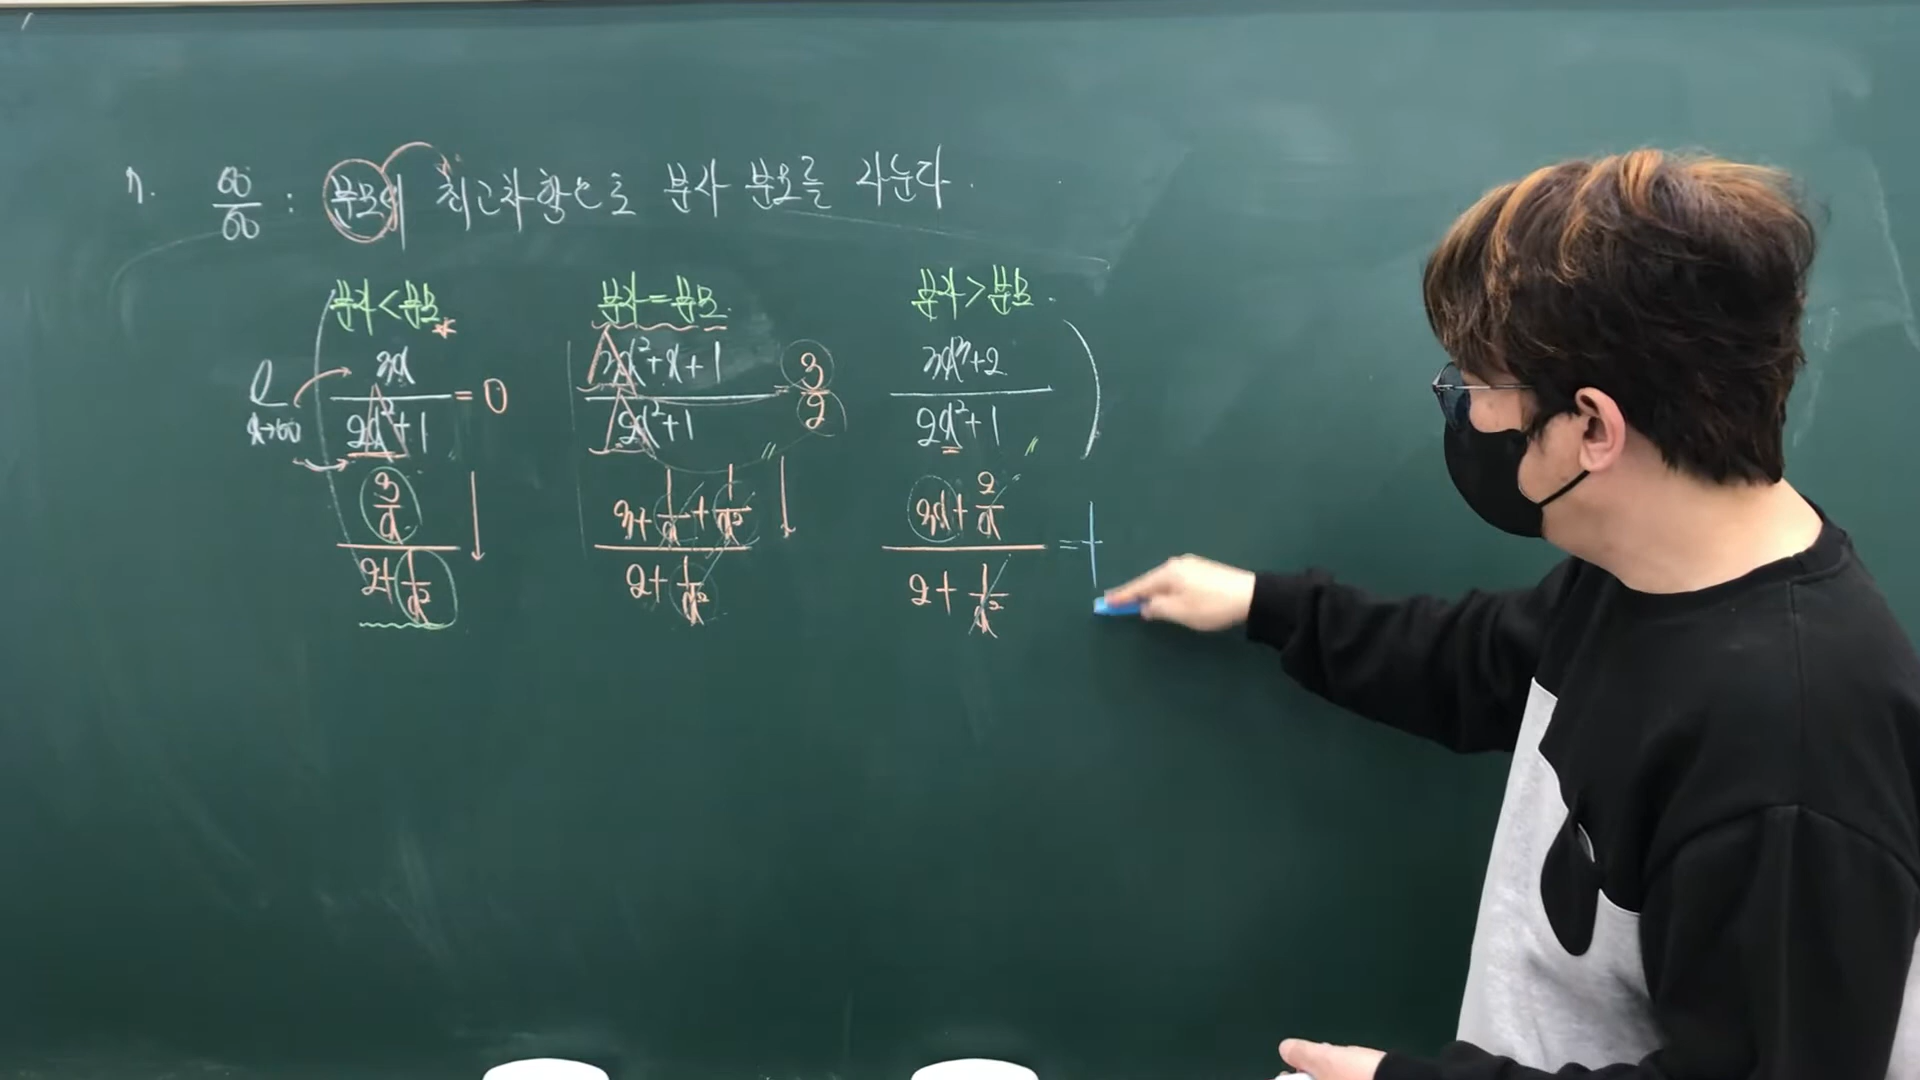 ㄱ. ∞/∞ : 분모의 최고차항으로 분자 분모를 나눈다.
분자<분모 *
분자=분모.
분자>분모.
l x→∞ 3x/(2x²+1) = 0
(3x²+x+1)/(2x²+1) = 3/2
(3x³+2)/(2x²+1)
(3/x)/(2+1/x²)
(3+1/x+1/x²)/(2+1/x²)
(3x+2/x)/(2+1/x²) = +